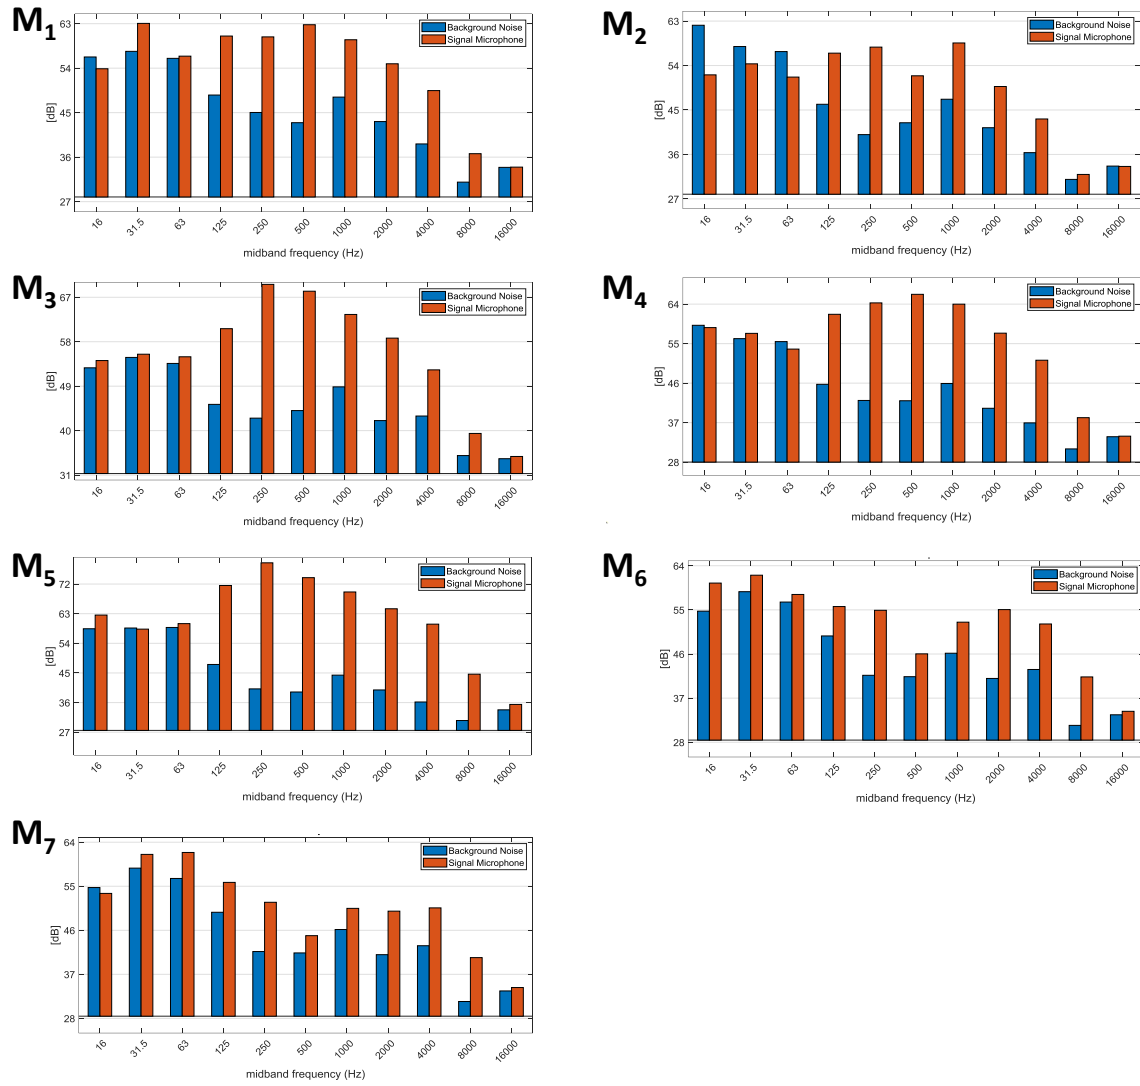 M1
63
54
45
36
27
[dB]
Background Noise
Signal Microphone
16 31.5 63 125 250 500 1000 2000 4000 8000 16000
midband frequency (Hz)
M2
63
54
45
36
27
[dB]
Background Noise
Signal Microphone
16 31.5 63 125 250 500 1000 2000 4000 8000 16000
midband frequency (Hz)
M3
67
58
49
40
31
[dB]
Background Noise
Signal Microphone
16 31.5 63 125 250 500 1000 2000 4000 8000 16000
midband frequency (Hz)
M4
64
55
46
37
28
[dB]
Background Noise
Signal Microphone
16 31.5 63 125 250 500 1000 2000 4000 8000 16000
midband frequency (Hz)
M5
72
63
54
45
36
27
[dB]
Background Noise
Signal Microphone
16 31.5 63 125 250 500 1000 2000 4000 8000 16000
midband frequency (Hz)
M6
64
55
46
37
28
[dB]
Background Noise
Signal Microphone
16 31.5 63 125 250 500 1000 2000 4000 8000 16000
midband frequency (Hz)
M7
64
55
46
37
28
[dB]
Background Noise
Signal Microphone
16 31.5 63 125 250 500 1000 2000 4000 8000 16000
midband frequency (Hz)